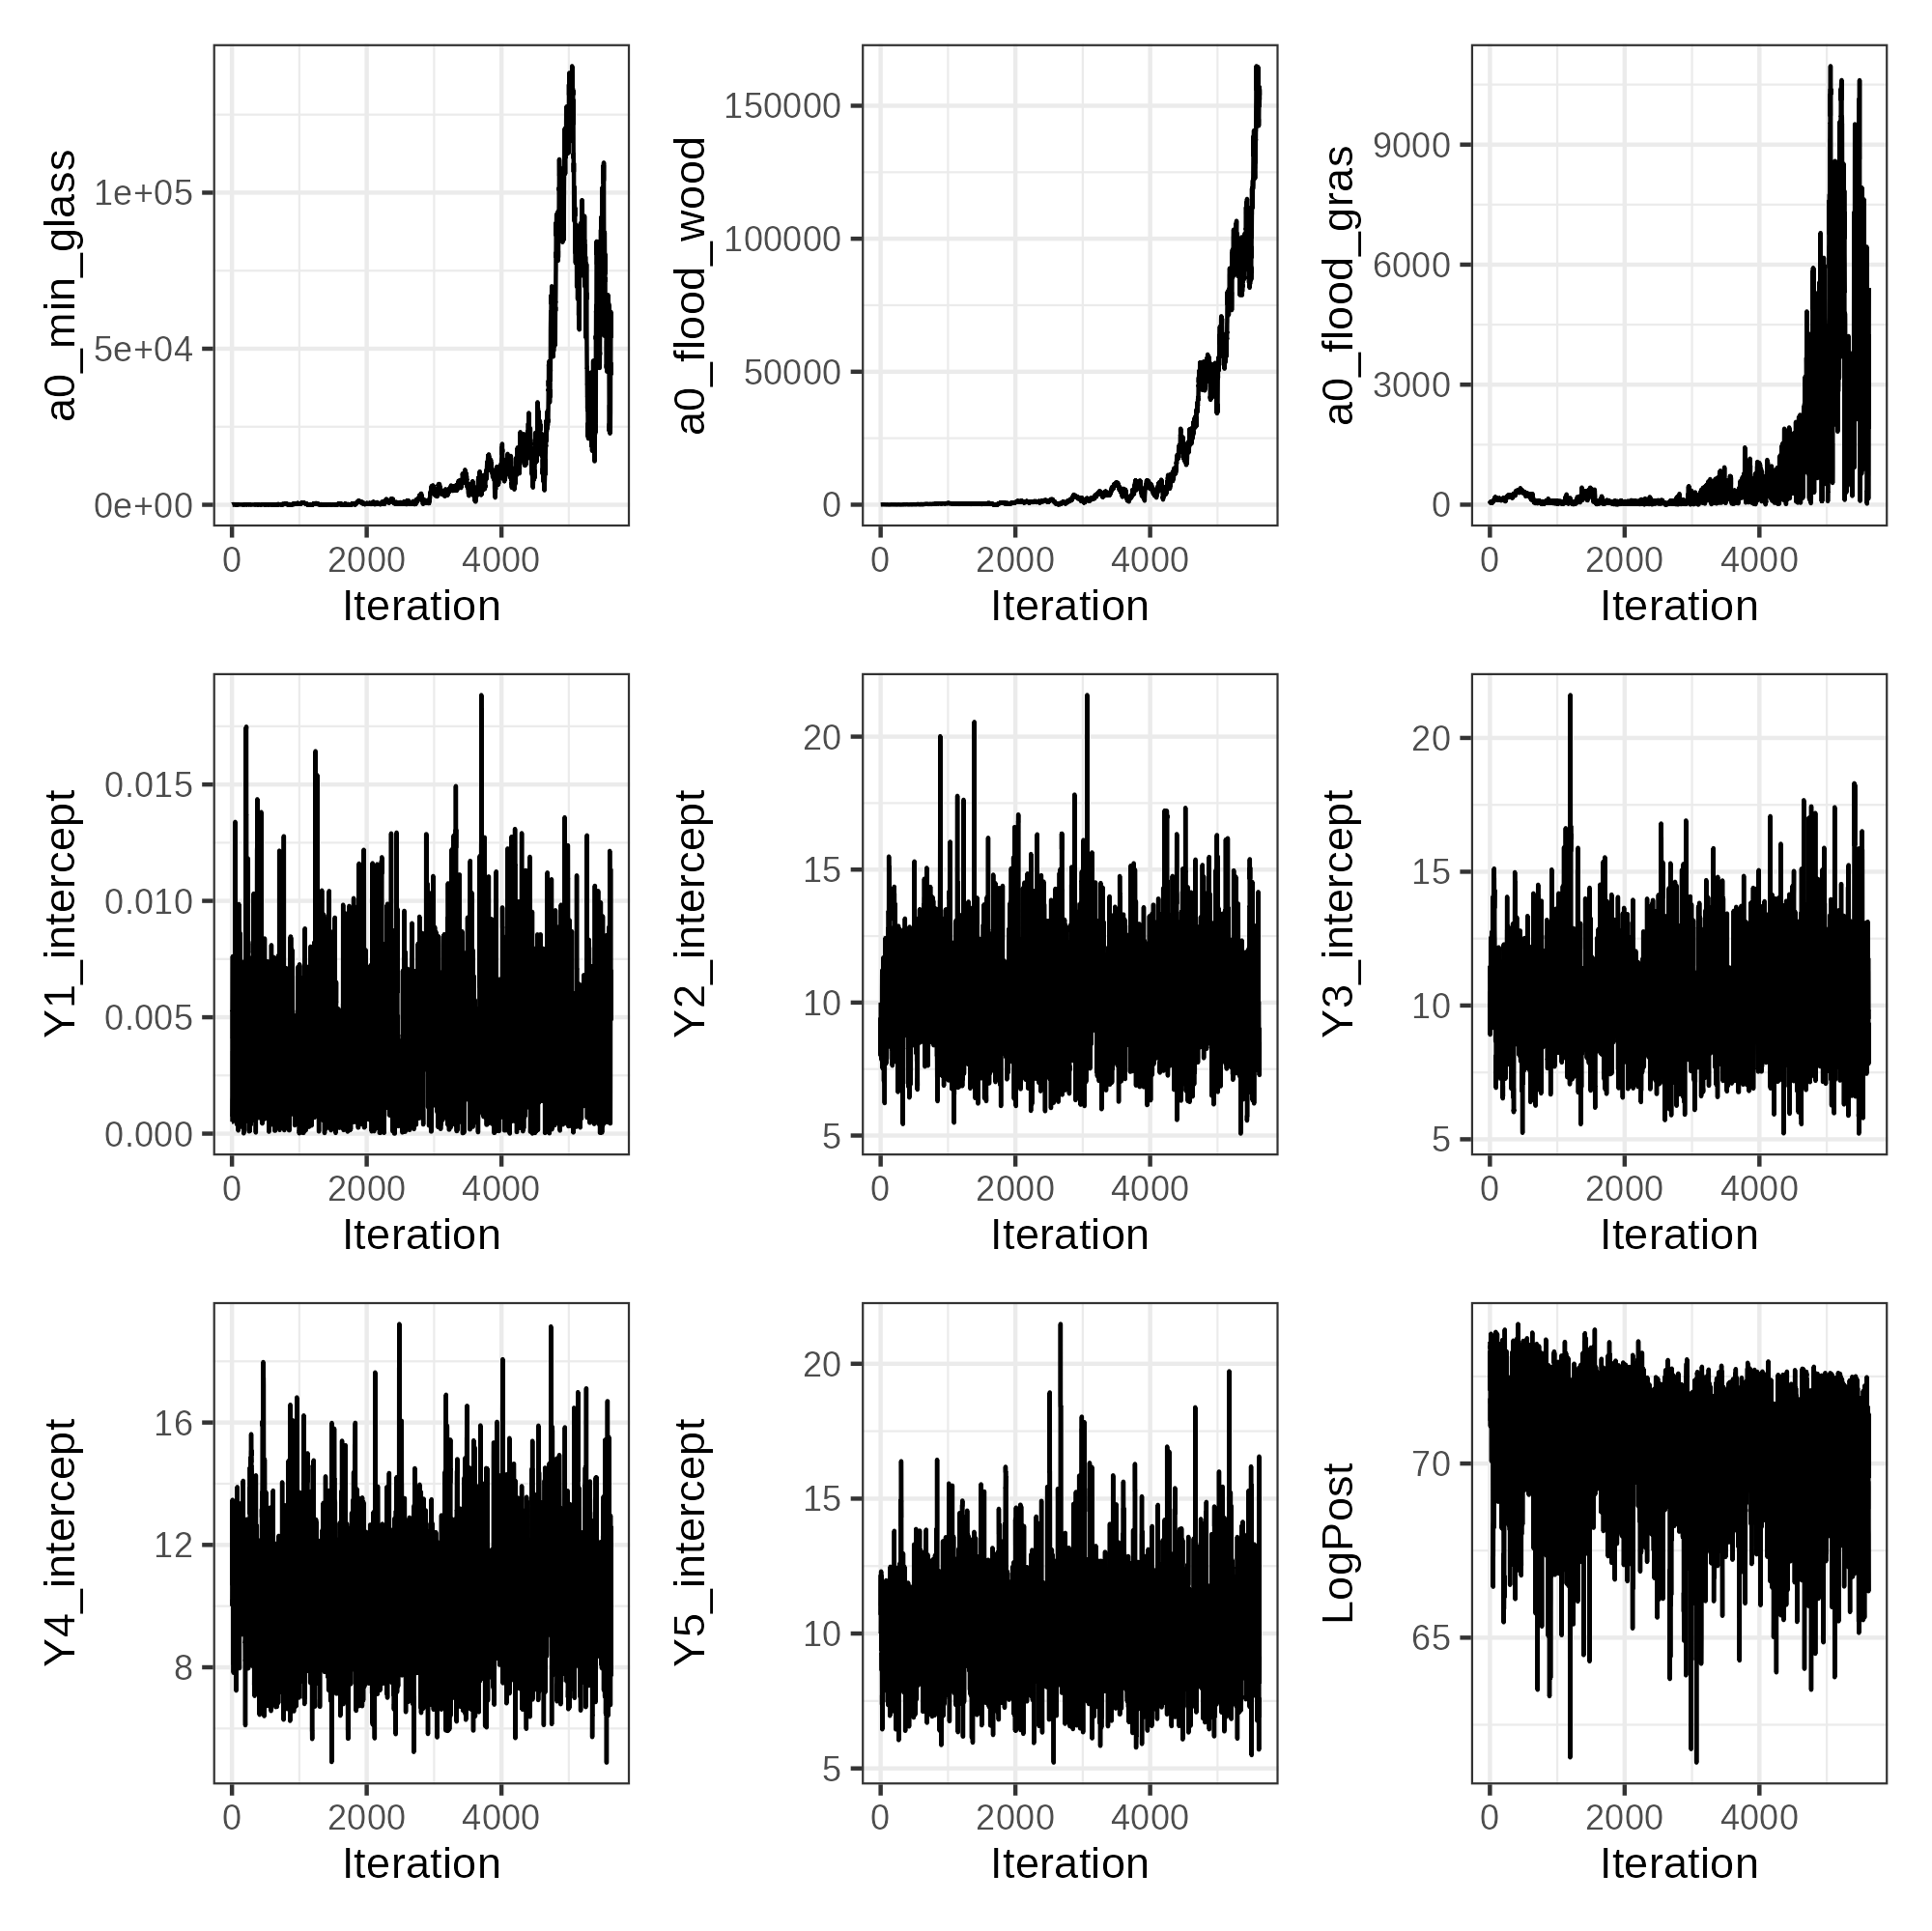 a0_min_glass
1e+05
5e+04
0e+00
0 2000 4000
Iteration
a0_flood_wood
150000
100000
50000
0
0 2000 4000
Iteration
a0_flood_gras
9000
6000
3000
0
0 2000 4000
Iteration
Y1_intercept
0.015
0.010
0.005
0.000
0 2000 4000
Iteration
Y2_intercept
20
15
10
5
0 2000 4000
Iteration
Y3_intercept
20
15
10
5
0 2000 4000
Iteration
Y4_intercept
16
12
8
0 2000 4000
Iteration
Y5_intercept
20
15
10
5
0 2000 4000
Iteration
LogPost
70
65
0 2000 4000
Iteration